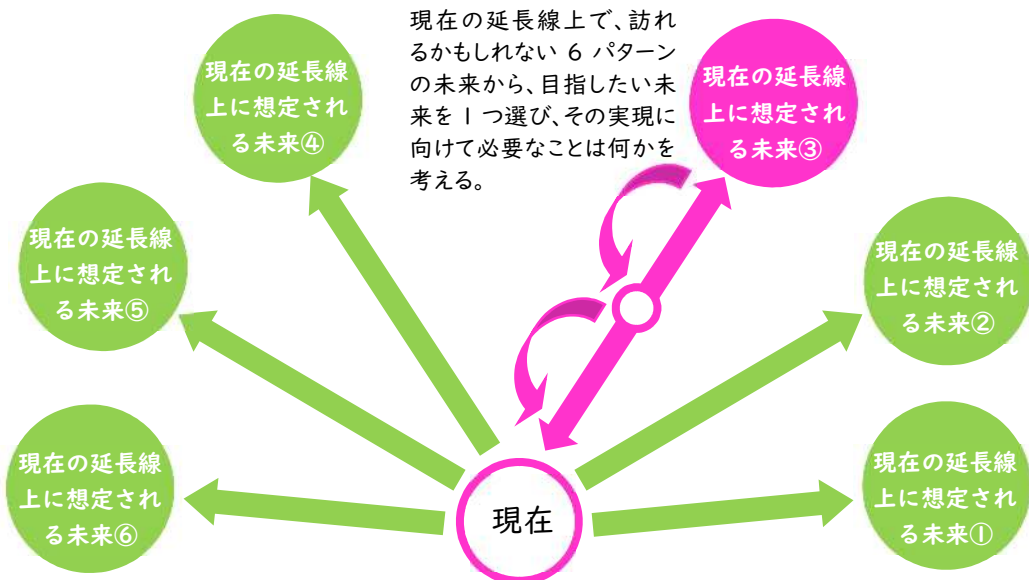 現在の延長線上で、訪れ
るかもしれない 6 パターン
の未来から、目指したい未
来を1つ選び、その実現に
向けて必要なことは何かを
考える。
現在の延長線
上に想定され
る未来④
現在の延長線
上に想定され
る未来③
現在の延長線
上に想定され
る未来⑤
現在の延長線
上に想定され
る未来②
現在の延長線
上に想定され
る未来⑥
現在
現在の延長線
上に想定され
る未来①